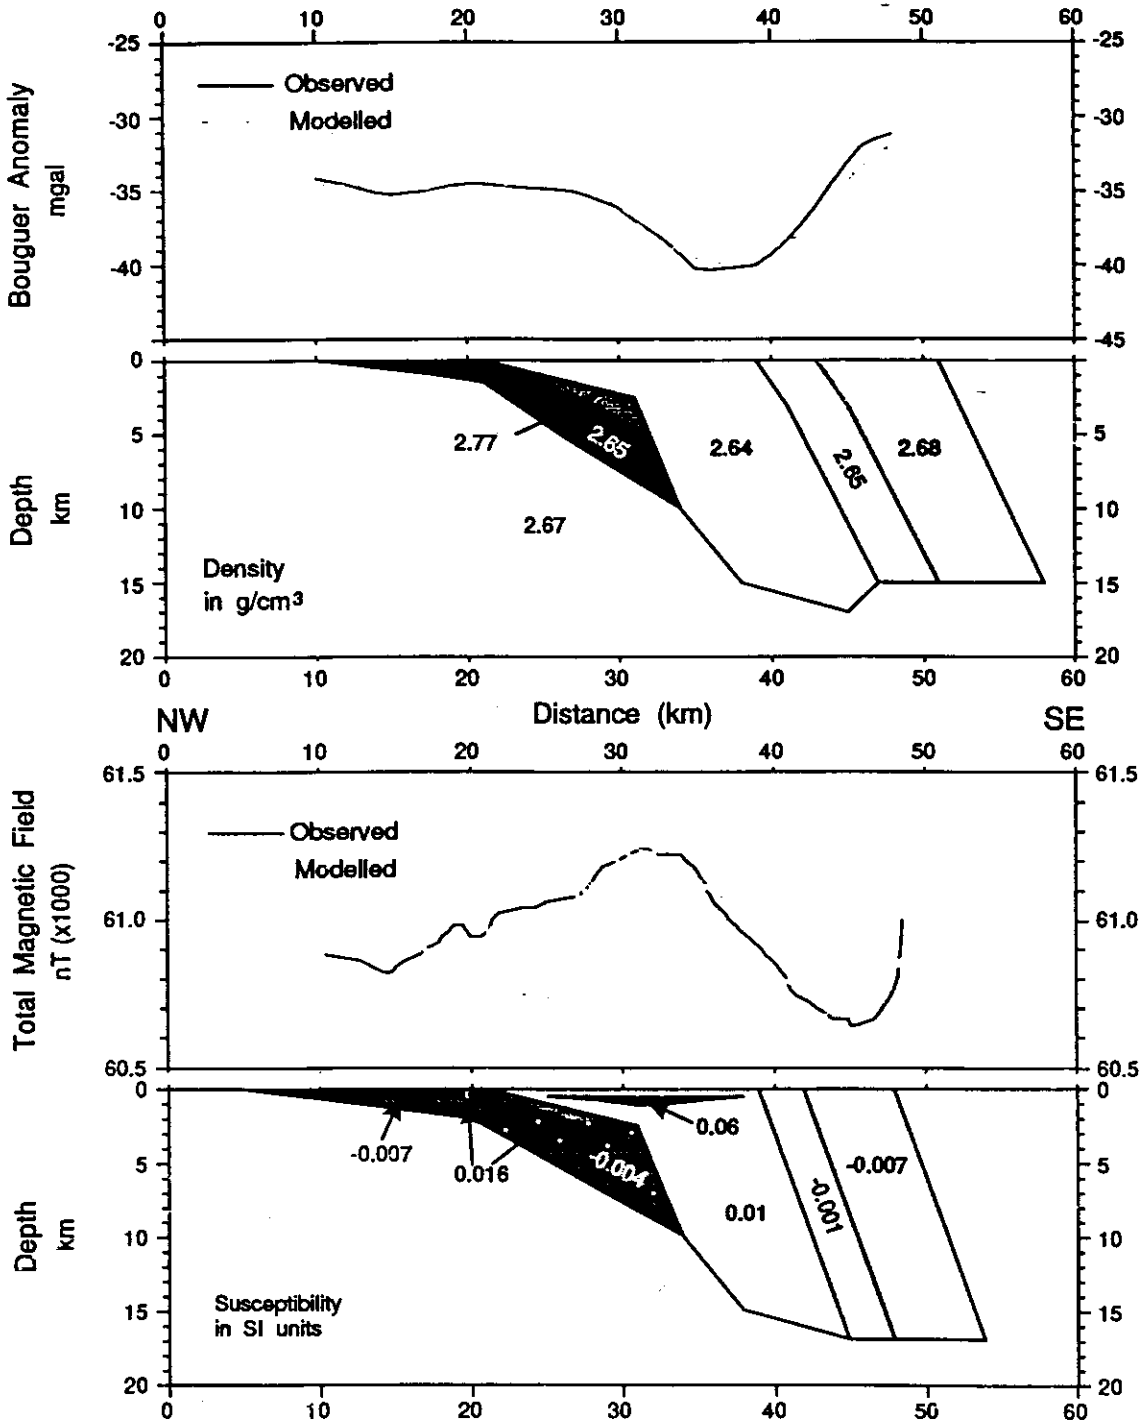 0 10 20 30 40 50 60
-25 -25
Observed
Modelled
-30 -30
-35 -35
-40 -40
-45
Bouguer Anomaly
mgal
0 0
5 5
2.77 2.65 2.64 2.65 2.68
10 10
2.67
Density
in g/cm³
15 15
20 20
Depth
km
0 10 20 30 40 50 60
NW Distance (km) SE
0 10 20 30 40 50 60
61.5 61.5
Observed
Modelled
61.0 61.0
60.5 60.5
Total Magnetic Field
nT (x1000)
0 0
0.06
-0.007 0.016 -0.004 -0.007
5 5
0.01 -0.001
10 10
Susceptibility
in SI units
15 15
20 20
Depth
km
0 10 20 30 40 50 60